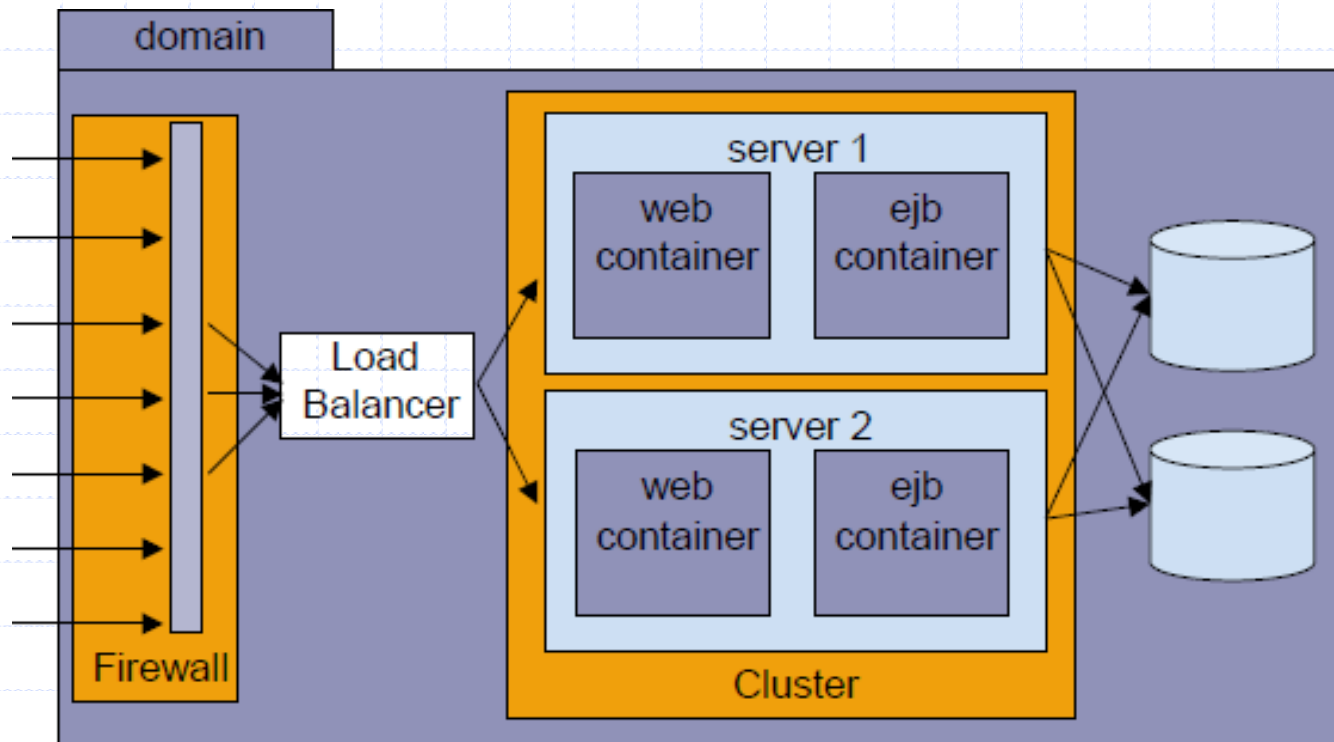 domain
Firewall
Load
Balancer
server 1
web
container
ejb
container
server 2
web
container
ejb
container
Cluster